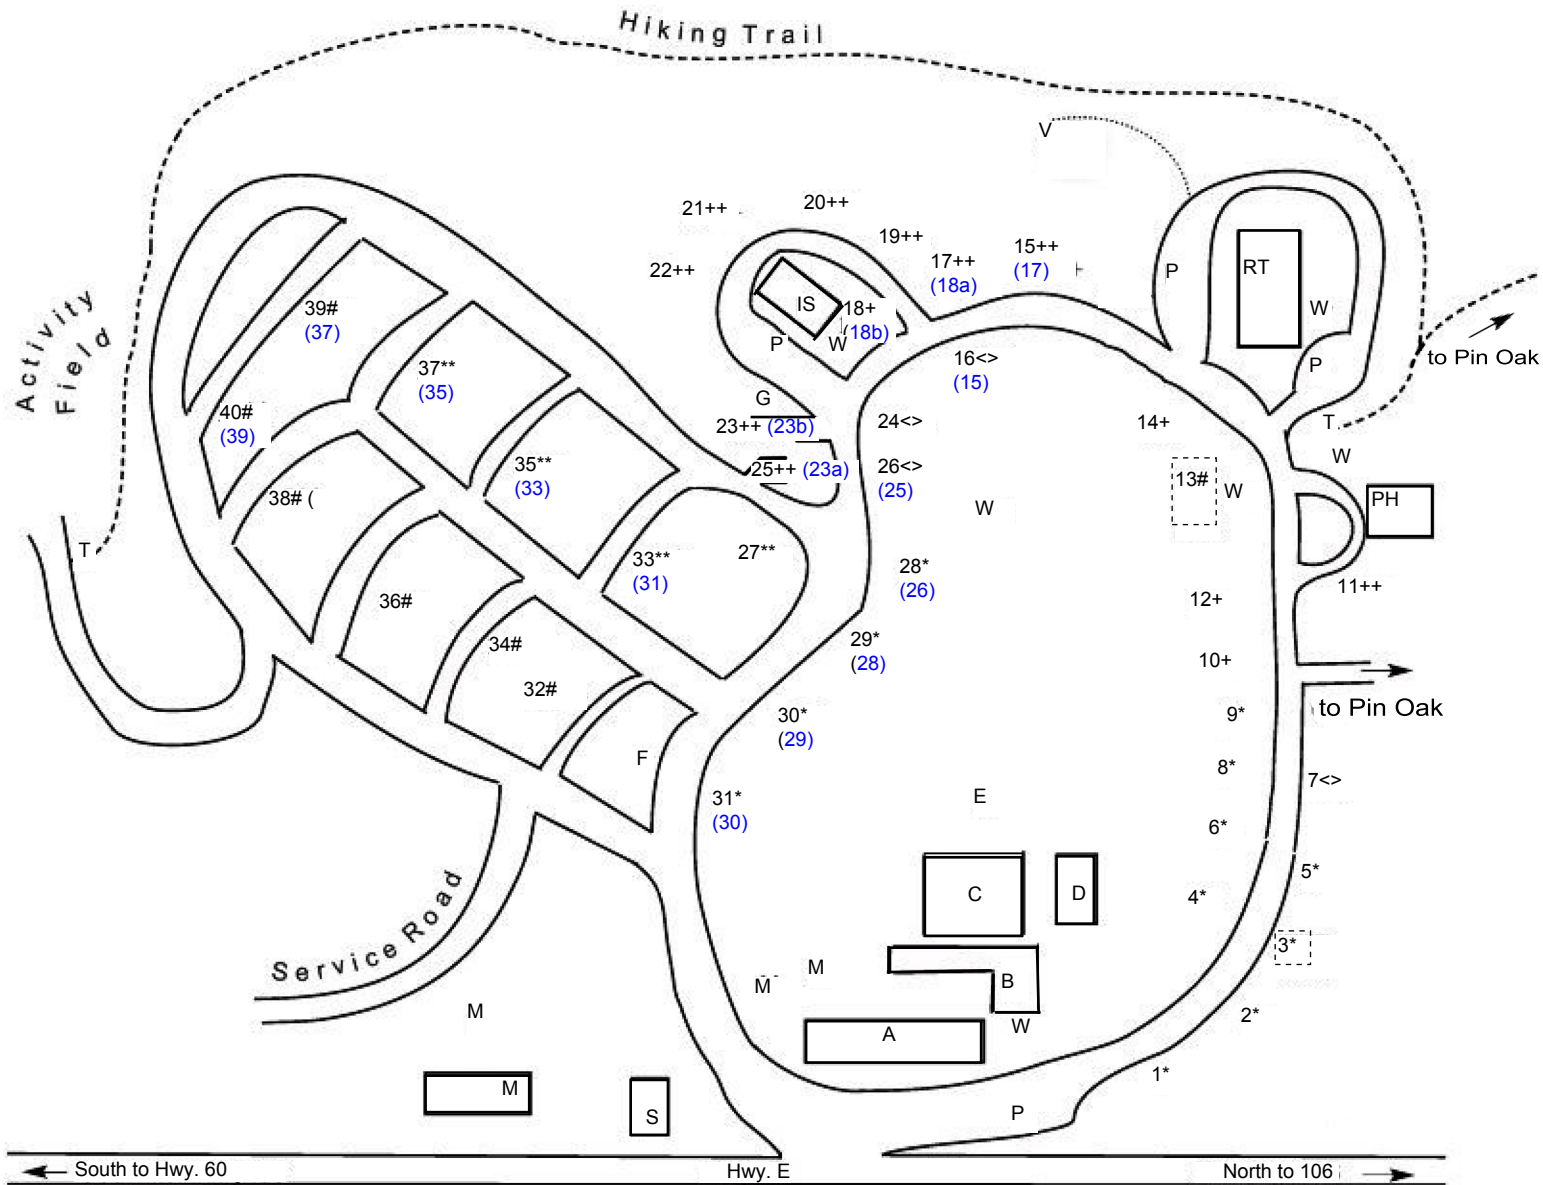 Hiking Trail
V
21++
20++
19++
17++
(18a)
15++
(17)
22++
P
RT
W
IS
18+
(18b)
P
W
39#
(37)
Activity
Field
to Pin Oak
P
37**
(35)
16<>
(15)
G
40#
(39)
23++ (23b)
24<>
14+
T
W
35**
(33)
25++ (23a)
26<>
(25)
13#
W
38# (
W
PH
T
33**
(31)
27**
28*
(26)
11++
36#
12+
34#
29*
(28)
10+
32#
30*
(29)
9*
to Pin Oak
F
8*
7<>
31*
(30)
E
6*
5*
C
D
4*
Service Road
3*
M
M
B
M
2*
W
A
1*
M
S
P
South to Hwy. 60
Hwy. E
North to 106